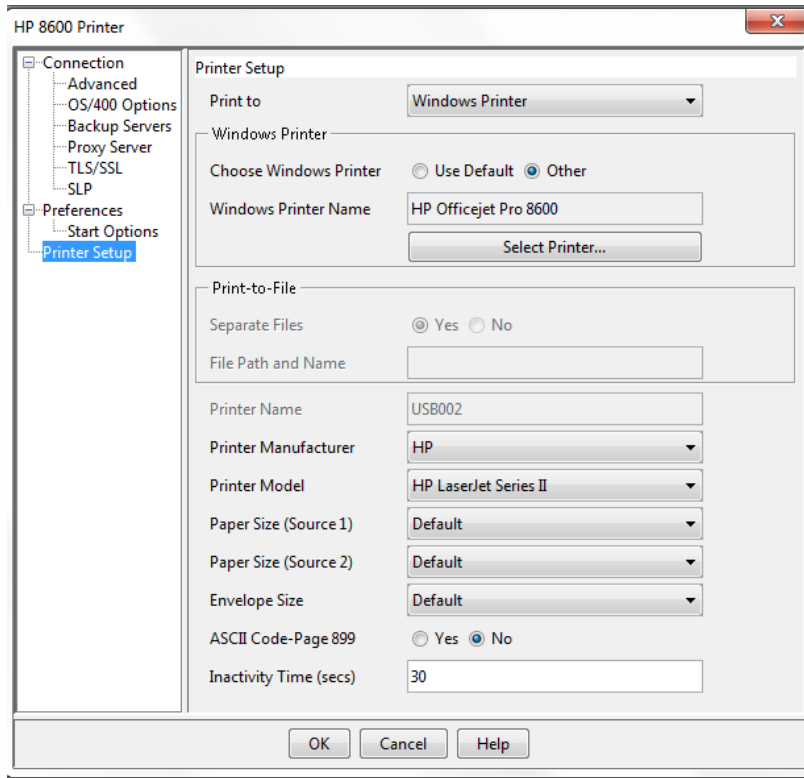 HP 8600 Printer
Connection
Advanced
OS/400 Options
Backup Servers
Proxy Server
TLS/SSL
SLP
Preferences
Start Options
Printer Setup
Printer Setup
Print to Windows Printer
Windows Printer
Choose Windows Printer Use Default Other
Windows Printer Name HP Officejet Pro 8600
Select Printer...
Print-to-File
Separate Files Yes No
File Path and Name
Printer Name USB002
Printer Manufacturer HP
Printer Model HP LaserJet Series II
Paper Size (Source 1) Default
Paper Size (Source 2) Default
Envelope Size Default
ASCII Code-Page 899 Yes No
Inactivity Time (secs) 30
OK Cancel Help